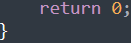 return 0;
}